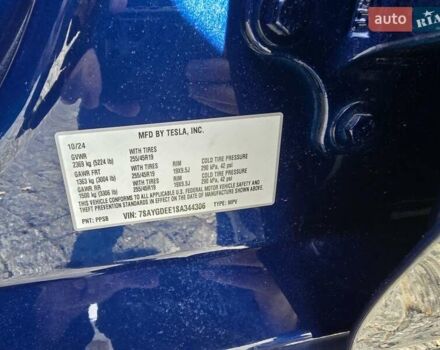 auto RIA
MFD BY TESLA, INC.
10/24
GVWR WITH TIRES
2369 kg (5224 lb) 255/45R19
GAWR FRT WITH TIRES RIM COLD TIRE PRESSURE
1363 kg (3004 lb) 255/45R19 19X9.5J 290 kPa, 42 psi
GAWR RR WITH TIRES RIM COLD TIRE PRESSURE
1500 kg (3306 lb) 255/45R19 19X9.5J 290 kPa, 42 psi
THIS VEHICLE CONFORMS TO ALL APPLICABLE U.S. FEDERAL MOTOR VEHICLE SAFETY AND
THEFT PREVENTION STANDARDS IN EFFECT ON THE DATE OF MANUFACTURE SHOWN ABOVE.
PNT: PPSB VIN: 7SAYGDEE1SA344306 TYPE: MPV